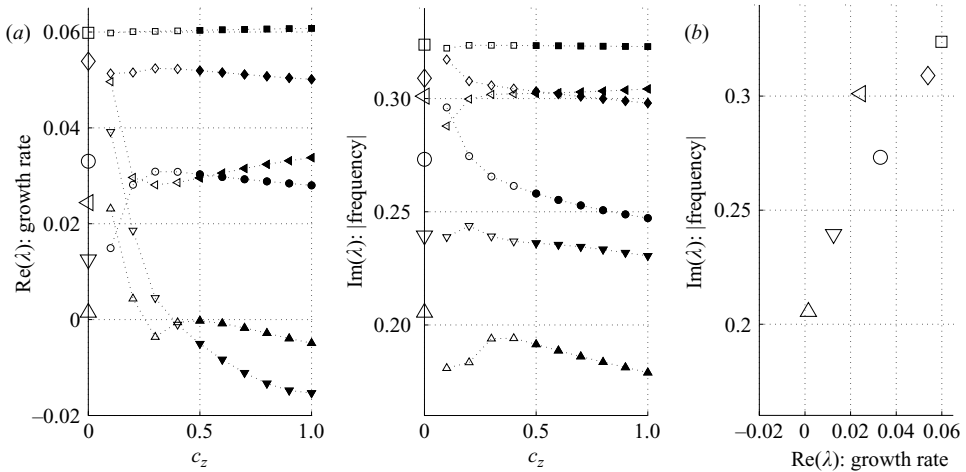 (a)
0.06
0.04
0.02
0
–0.02
Re(λ): growth rate
0 0.5 1.0
c_z
0.30
0.25
0.20
Im(λ): |frequency|
0 0.5 1.0
c_z
(b)
0.3
0.25
0.2
Im(λ): |frequency|
–0.02 0 0.02 0.04 0.06
Re(λ): growth rate